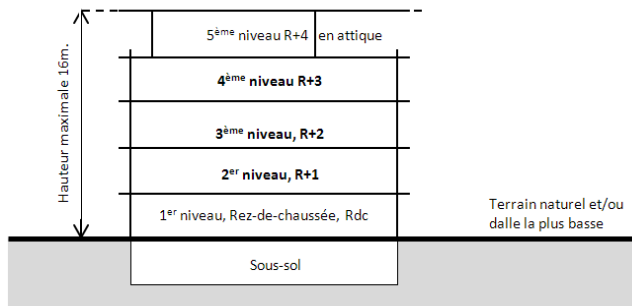 5ème niveau R+4 en attique
4ème niveau R+3
3ème niveau, R+2
2er niveau, R+1
1er niveau, Rez-de-chaussée, Rdc
Sous-sol
Hauteur maximale 16m.
Terrain naturel et/ou
dalle la plus basse